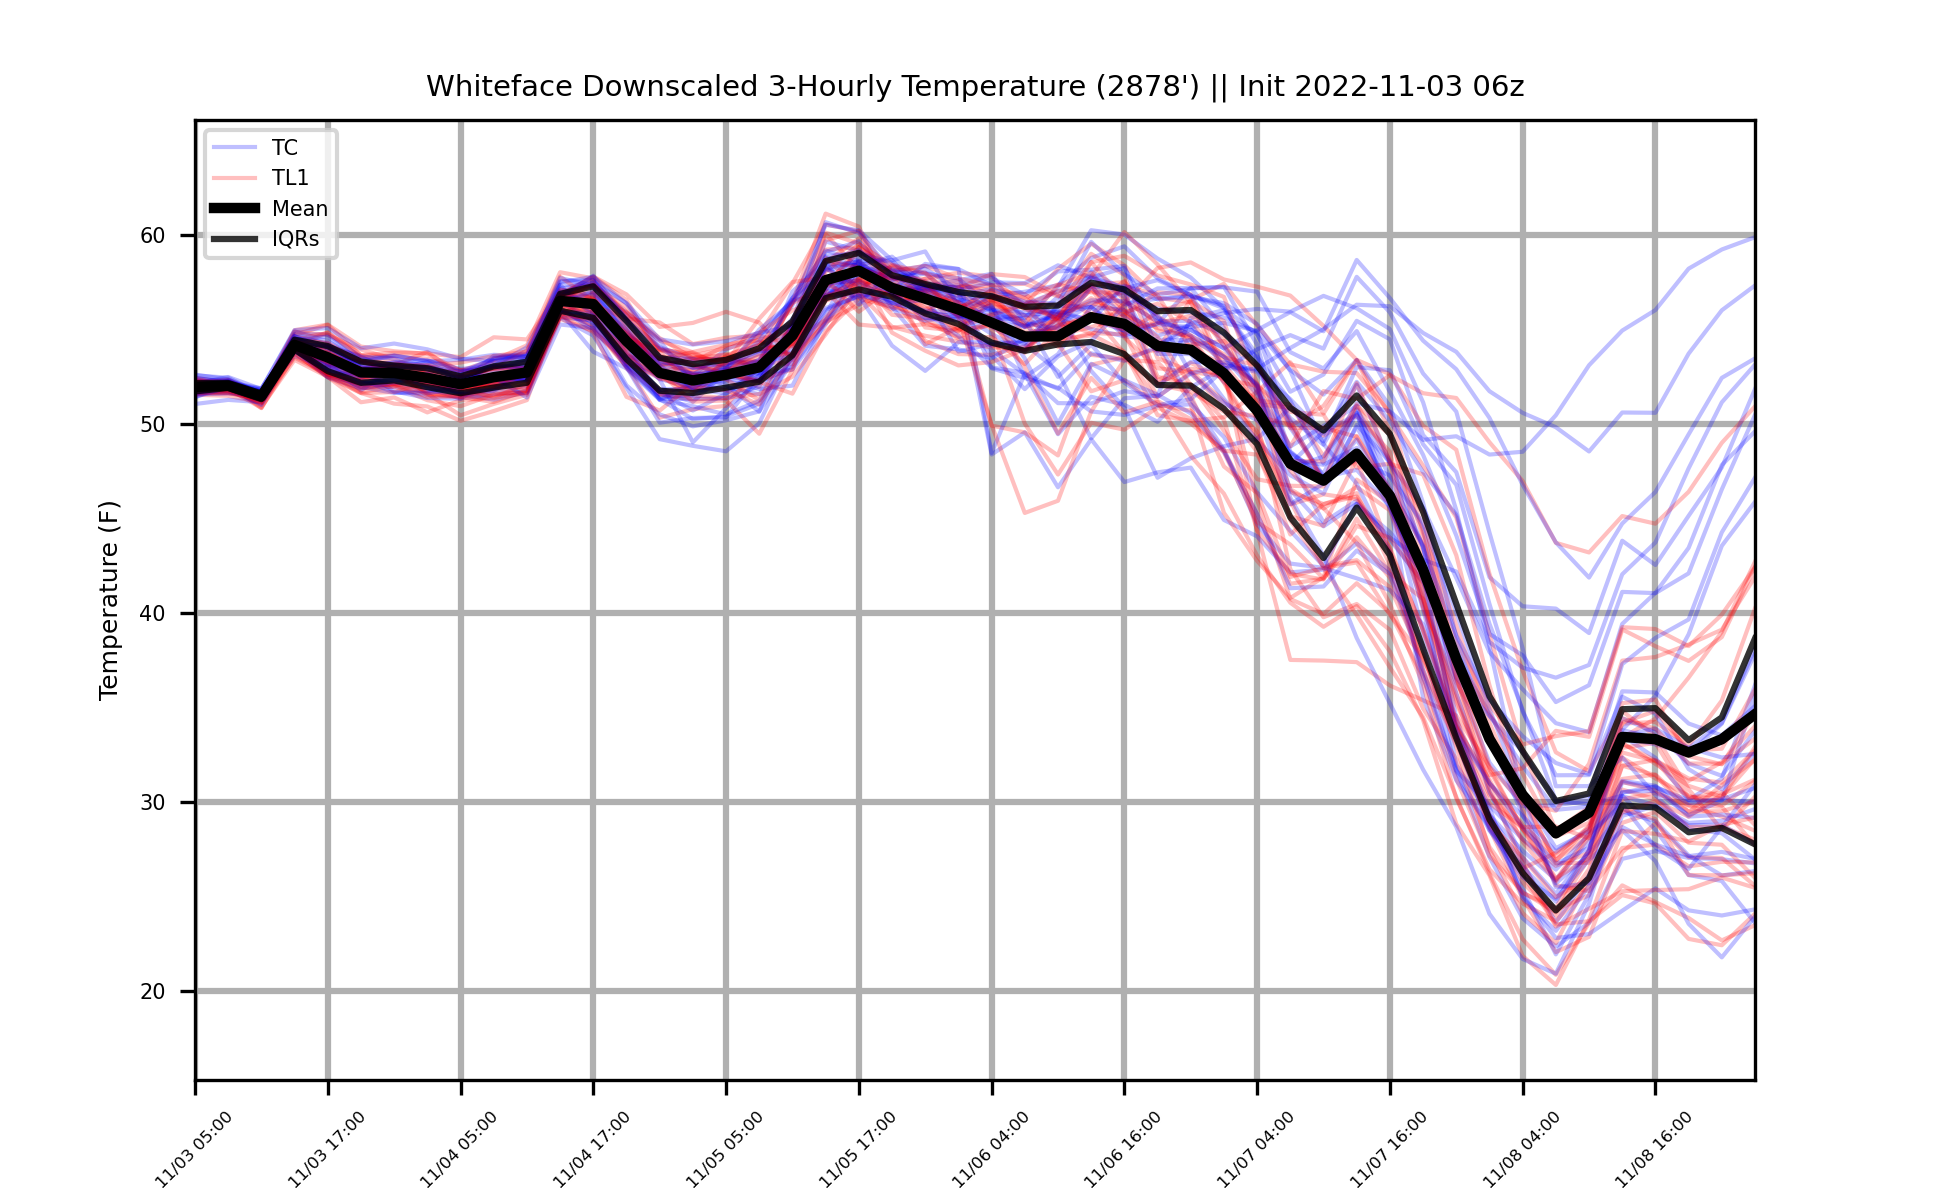 Whiteface Downscaled 3-Hourly Temperature (2878') || Init 2022-11-03 06z
TC
TL1
Mean
IQRs
Temperature (F)
60
50
40
30
20
11/03 05:00
11/03 17:00
11/04 05:00
11/04 17:00
11/05 05:00
11/05 17:00
11/06 04:00
11/06 16:00
11/07 04:00
11/07 16:00
11/08 04:00
11/08 16:00